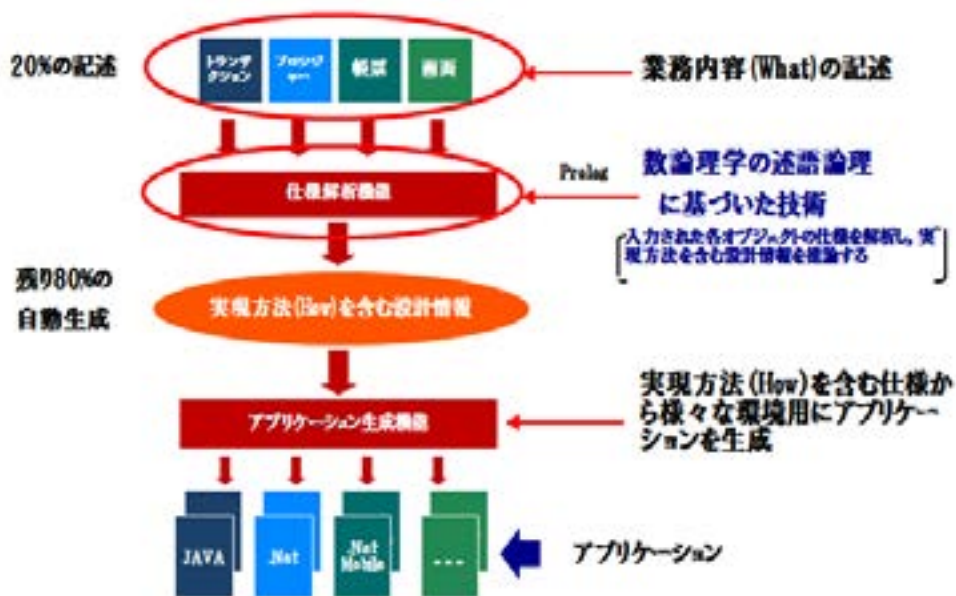 20%の記述
トランザ
クション
プロシジ
ャー
帳票
画面
業務内容(What)の記述
仕様解析機能
Prolog
数論理学の述語論理
に基づいた技術
入力された各オブジェクトの仕様を解析し，実
現方法を含む設計情報を推論する
残り80%の
自動生成
実現方法(How)を含む設計情報
アプリケーション生成機能
実現方法(How)を含む仕様か
ら様々な環境用にアプリケー
ションを生成
JAVA
.Net
.Net
Mobile
...
アプリケーション